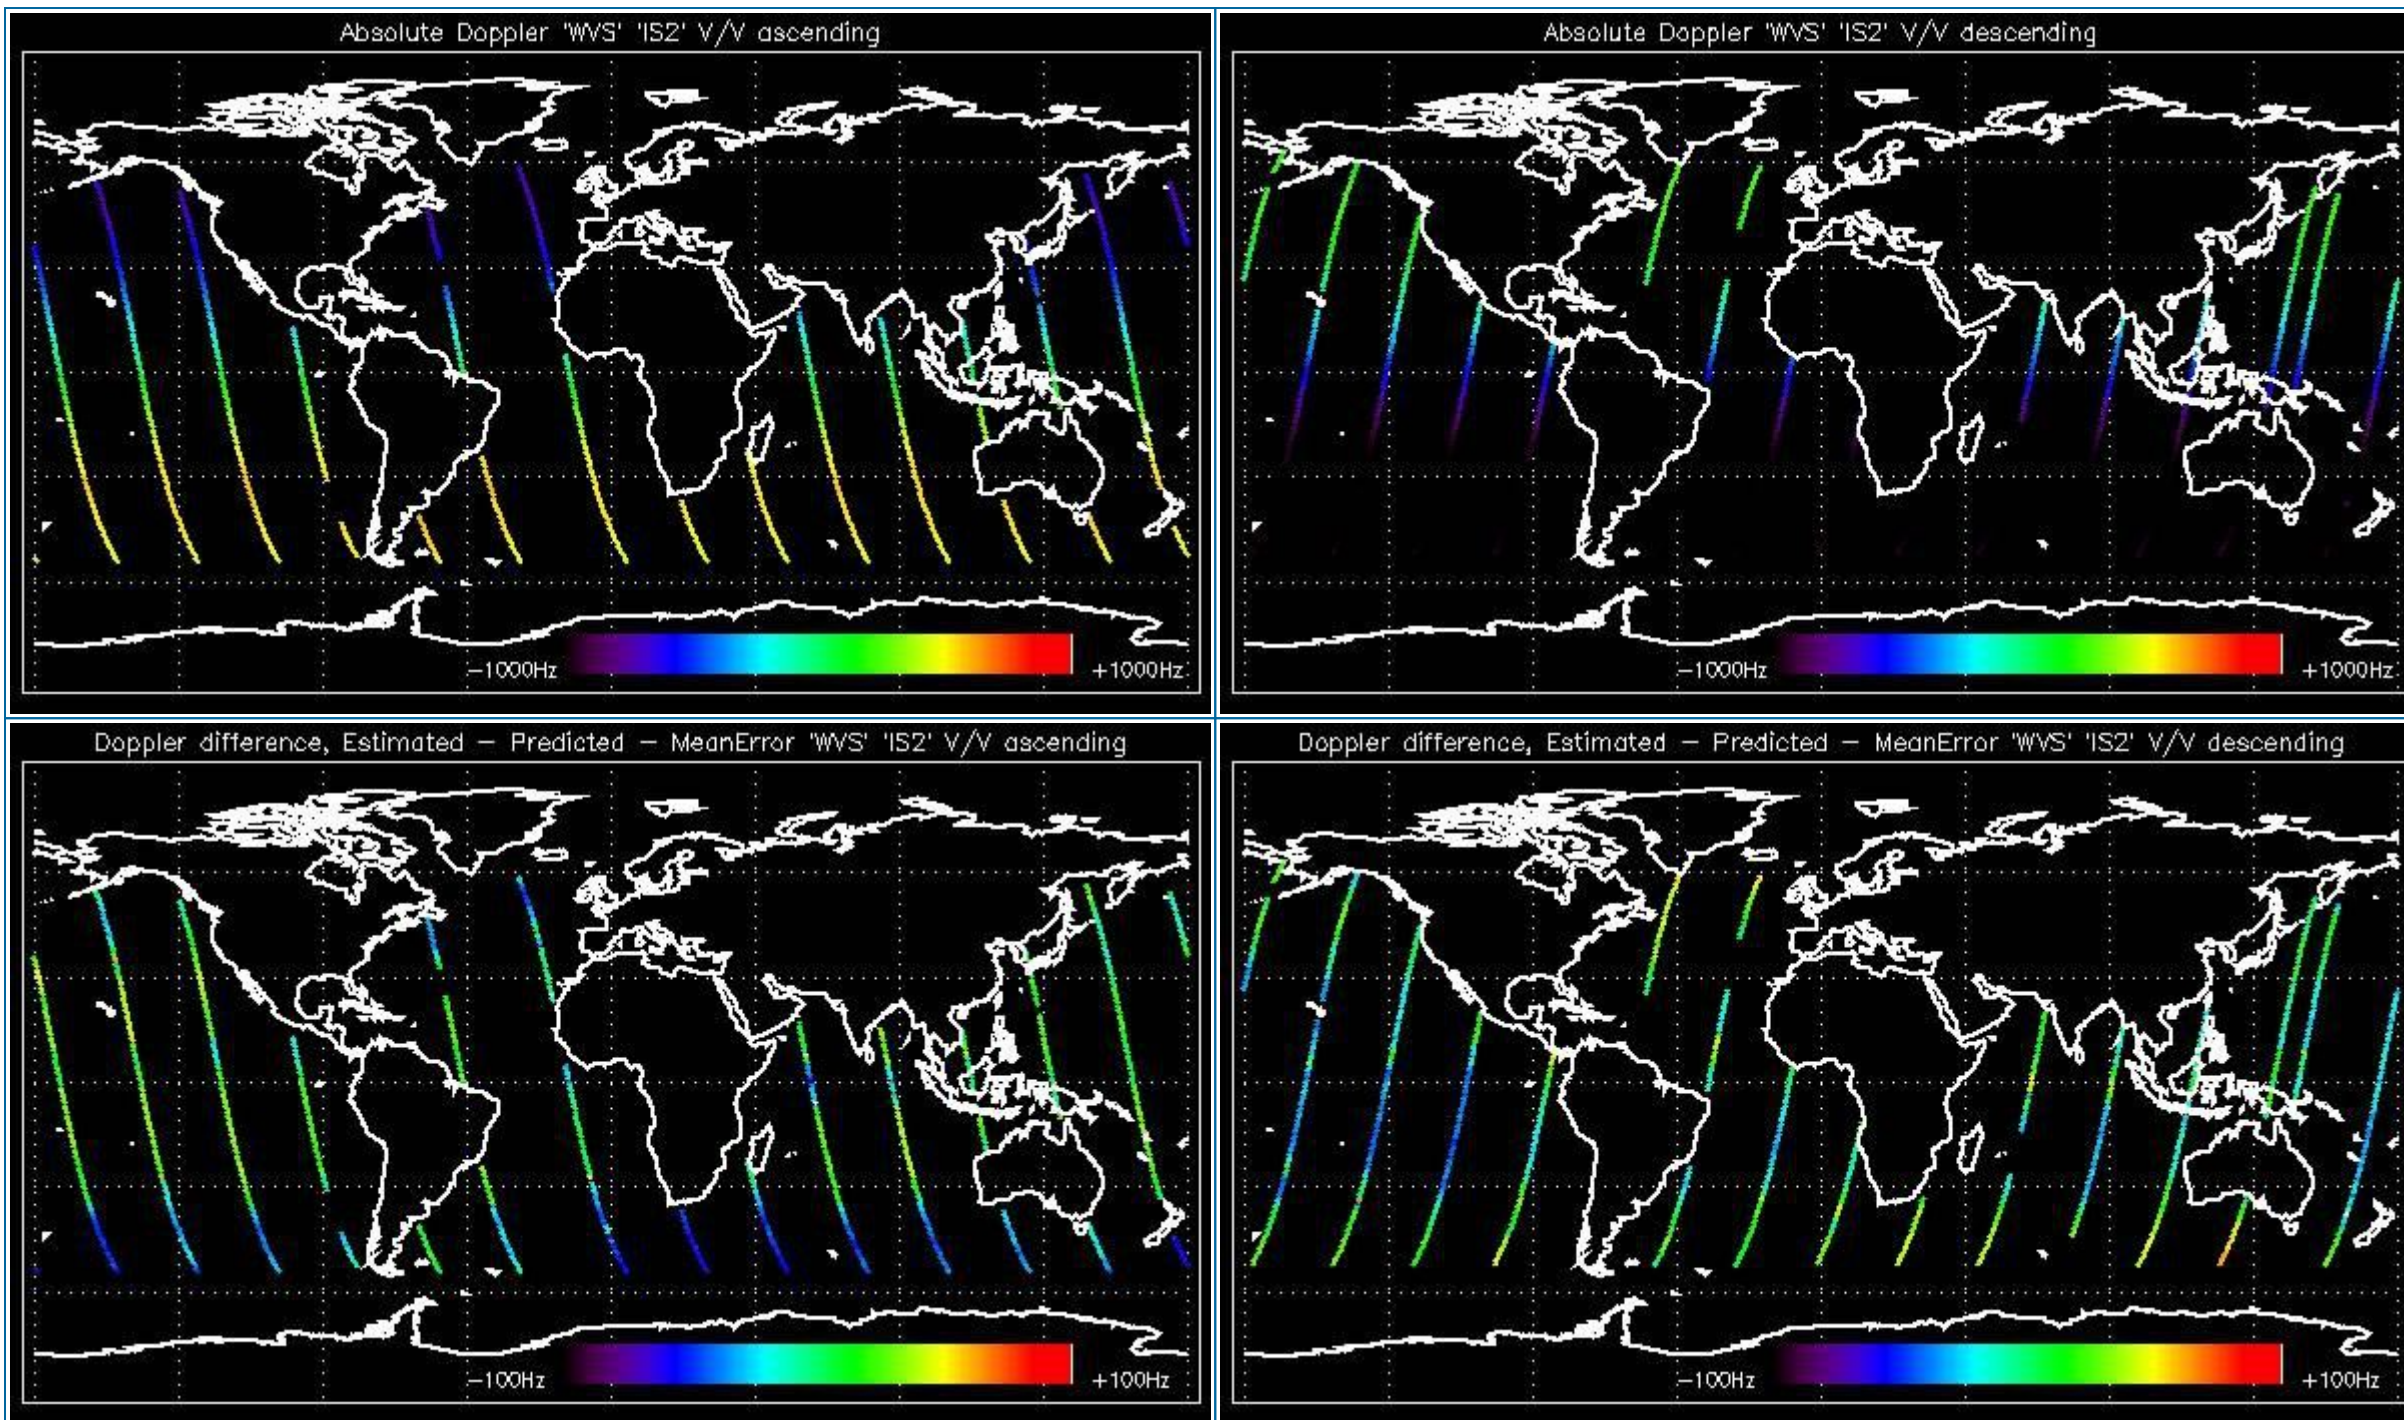 Absolute Doppler 'WVS' 'IS2' V/V ascending
−1000Hz
+1000Hz
Absolute Doppler 'WVS' 'IS2' V/V descending
−1000Hz
+1000Hz
Doppler difference, Estimated − Predicted − MeanError 'WVS' 'IS2' V/V ascending
−100Hz
+100Hz
Doppler difference, Estimated − Predicted − MeanError 'WVS' 'IS2' V/V descending
−100Hz
+100Hz